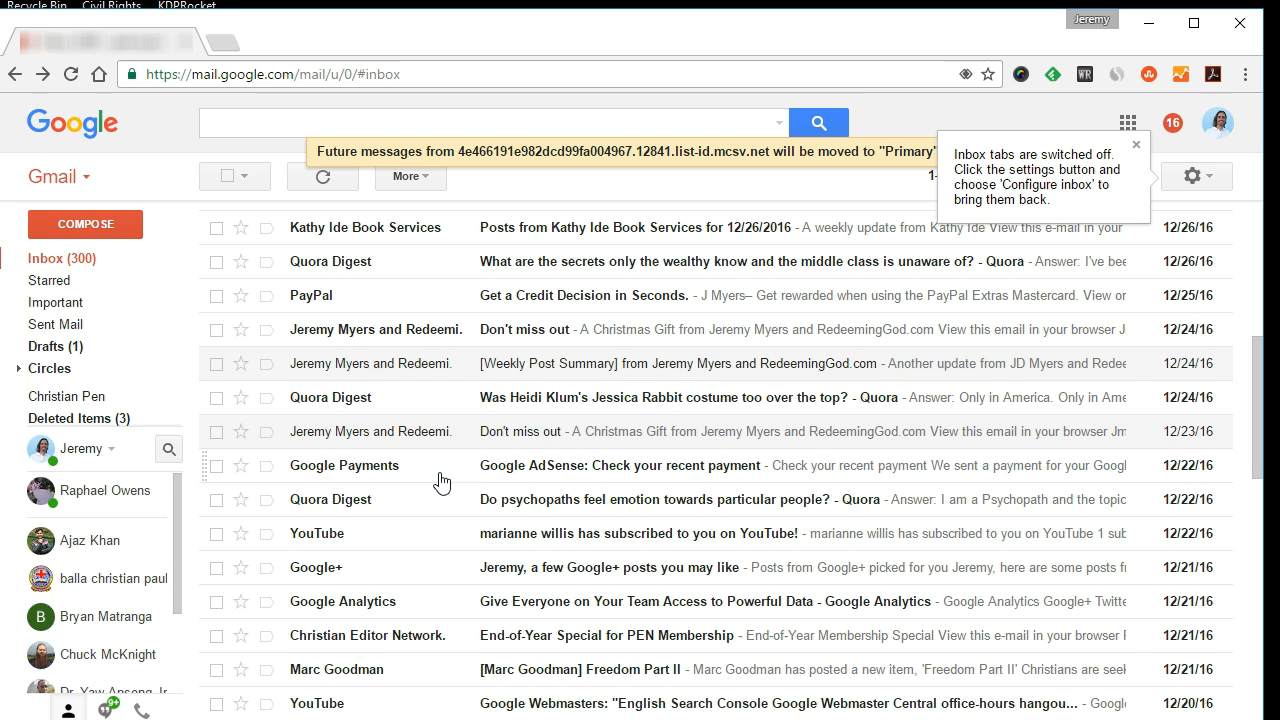 Recycle Bin Civil Rights KDPRocket
Jeremy
https://mail.google.com/mail/u/0/#inbox
WR
Google
16
Future messages from 4e466191e982dcd99fa004967.12841.list-id.mcsv.net will be moved to "Primary"
Inbox tabs are switched off.
Click the settings button and
choose 'Configure inbox' to
bring them back.
Gmail
More
1-
COMPOSE
Inbox (300)
Starred
Important
Sent Mail
Drafts (1)
Circles
Christian Pen
Deleted Items (3)
Jeremy
Raphael Owens
Ajaz Khan
balla christian paul
B
Bryan Matranga
Chuck McKnight
Dr. Yaw Ansong Jr
9+
Kathy Ide Book Services Posts from Kathy Ide Book Services for 12/26/2016 - A weekly update from Kathy Ide View this e-mail in your 12/26/16
Quora Digest What are the secrets only the wealthy know and the middle class is unaware of? - Quora - Answer: I've bee 12/26/16
PayPal Get a Credit Decision in Seconds. - J Myers– Get rewarded when using the PayPal Extras Mastercard. View or 12/25/16
Jeremy Myers and Redeemi. Don't miss out - A Christmas Gift from Jeremy Myers and RedeemingGod.com View this email in your browser J 12/24/16
Jeremy Myers and Redeemi. [Weekly Post Summary] from Jeremy Myers and RedeemingGod.com - Another update from JD Myers and Redee 12/24/16
Quora Digest Was Heidi Klum's Jessica Rabbit costume too over the top? - Quora - Answer: Only in America. Only in Ame 12/24/16
Jeremy Myers and Redeemi. Don't miss out - A Christmas Gift from Jeremy Myers and RedeemingGod.com View this email in your browser Jm 12/23/16
Google Payments Google AdSense: Check your recent payment - Check your recent payment We sent a payment for your Googl 12/22/16
Quora Digest Do psychopaths feel emotion towards particular people? - Quora - Answer: I am a Psychopath and the topic 12/22/16
YouTube marianne willis has subscribed to you on YouTube! - marianne willis has subscribed to you on YouTube 1 sub 12/22/16
Google+ Jeremy, a few Google+ posts you may like - Posts from Google+ picked for you Jeremy, here are some posts fr 12/21/16
Google Analytics Give Everyone on Your Team Access to Powerful Data - Google Analytics - Google Analytics Google+ Twitte 12/21/16
Christian Editor Network. End-of-Year Special for PEN Membership - End-of-Year Membership Special View this e-mail in your browser F 12/21/16
Marc Goodman [Marc Goodman] Freedom Part II - Marc Goodman has posted a new item, 'Freedom Part II' Christians are seek 12/21/16
YouTube Google Webmasters: "English Search Console Google Webmaster Central office-hours hangou... - Googl 12/20/16